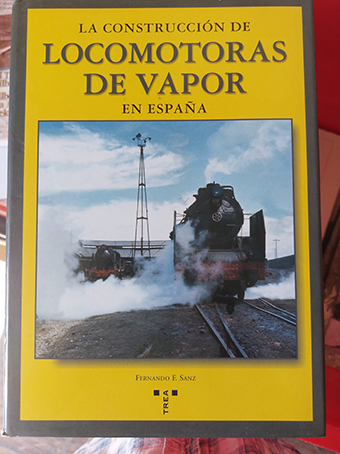 LA CONSTRUCCIÓN DE
LOCOMOTORAS
DE VAPOR
EN ESPAÑA
FERNANDO F. SANZ
TREA